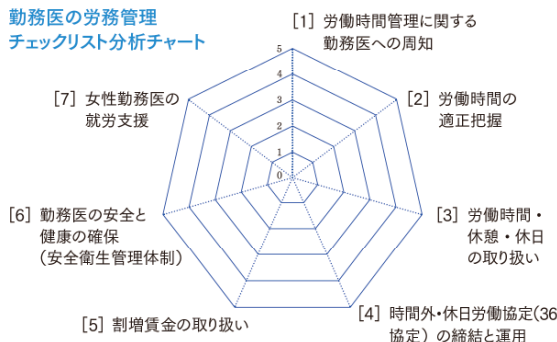 勤務医の労務管理
チェックリスト分析チャート
[1] 労働時間管理に関する
勤務医への周知
[2] 労働時間の
適正把握
[3] 労働時間・
休憩・休日
の取り扱い
[4] 時間外・休日労働協定(36
協定）の締結と運用
[5] 割増賃金の取り扱い
[6] 勤務医の安全と
健康の確保
（安全衛生管理体制）
[7] 女性勤務医の
就労支援
5
4
3
2
1
0